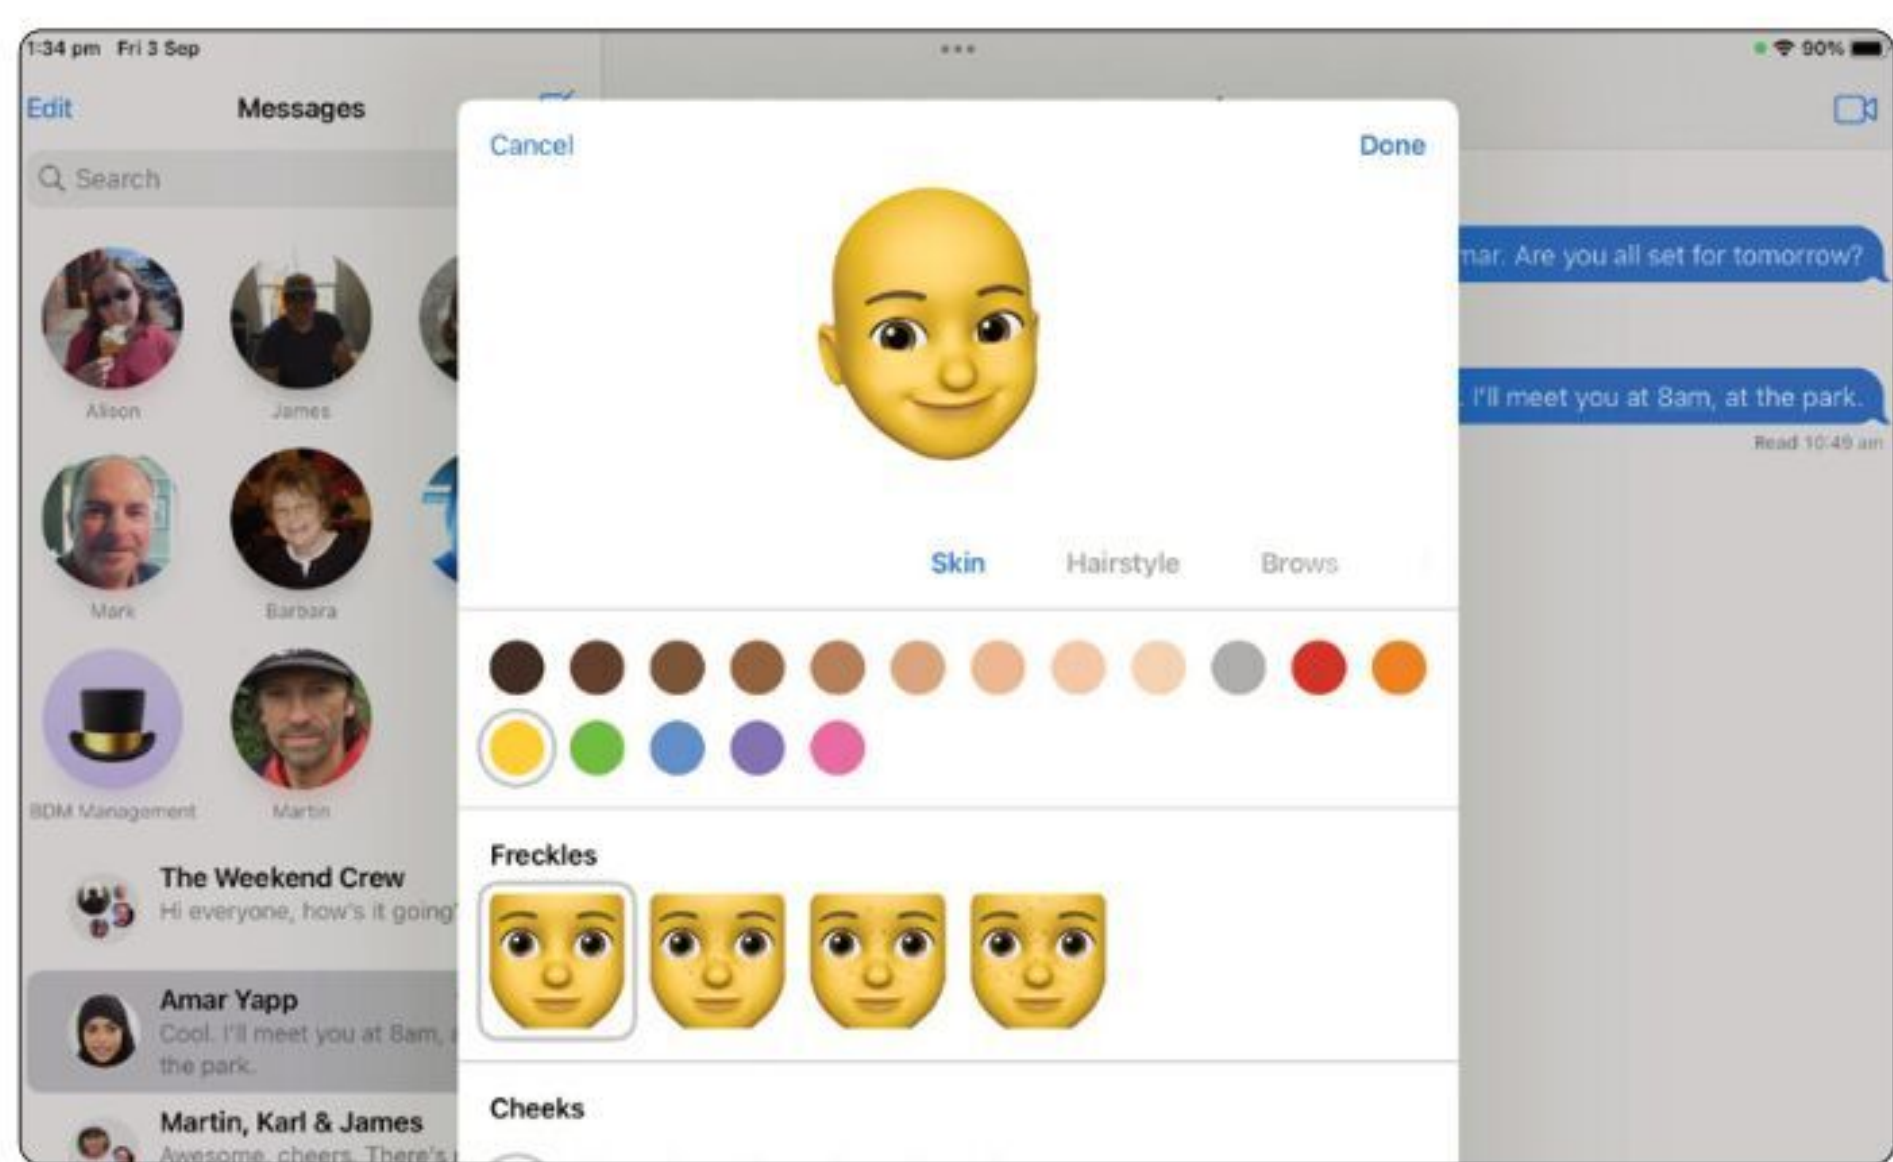 1:34 pm Fri 3 Sep
90%
Edit
Messages
Search
Alison
James
Mark
Barbara
BDM Management
Martin
The Weekend Crew
Hi everyone, how's it going
Amar Yapp
Cool. I'll meet you at 8am,
the park.
Martin, Karl & James
Awesome, cheers. There's
Cancel
Done
Skin Hairstyle Brows
Freckles
Cheeks
Are you all set for tomorrow?
I'll meet you at 8am, at the park.
Read 10:49 am